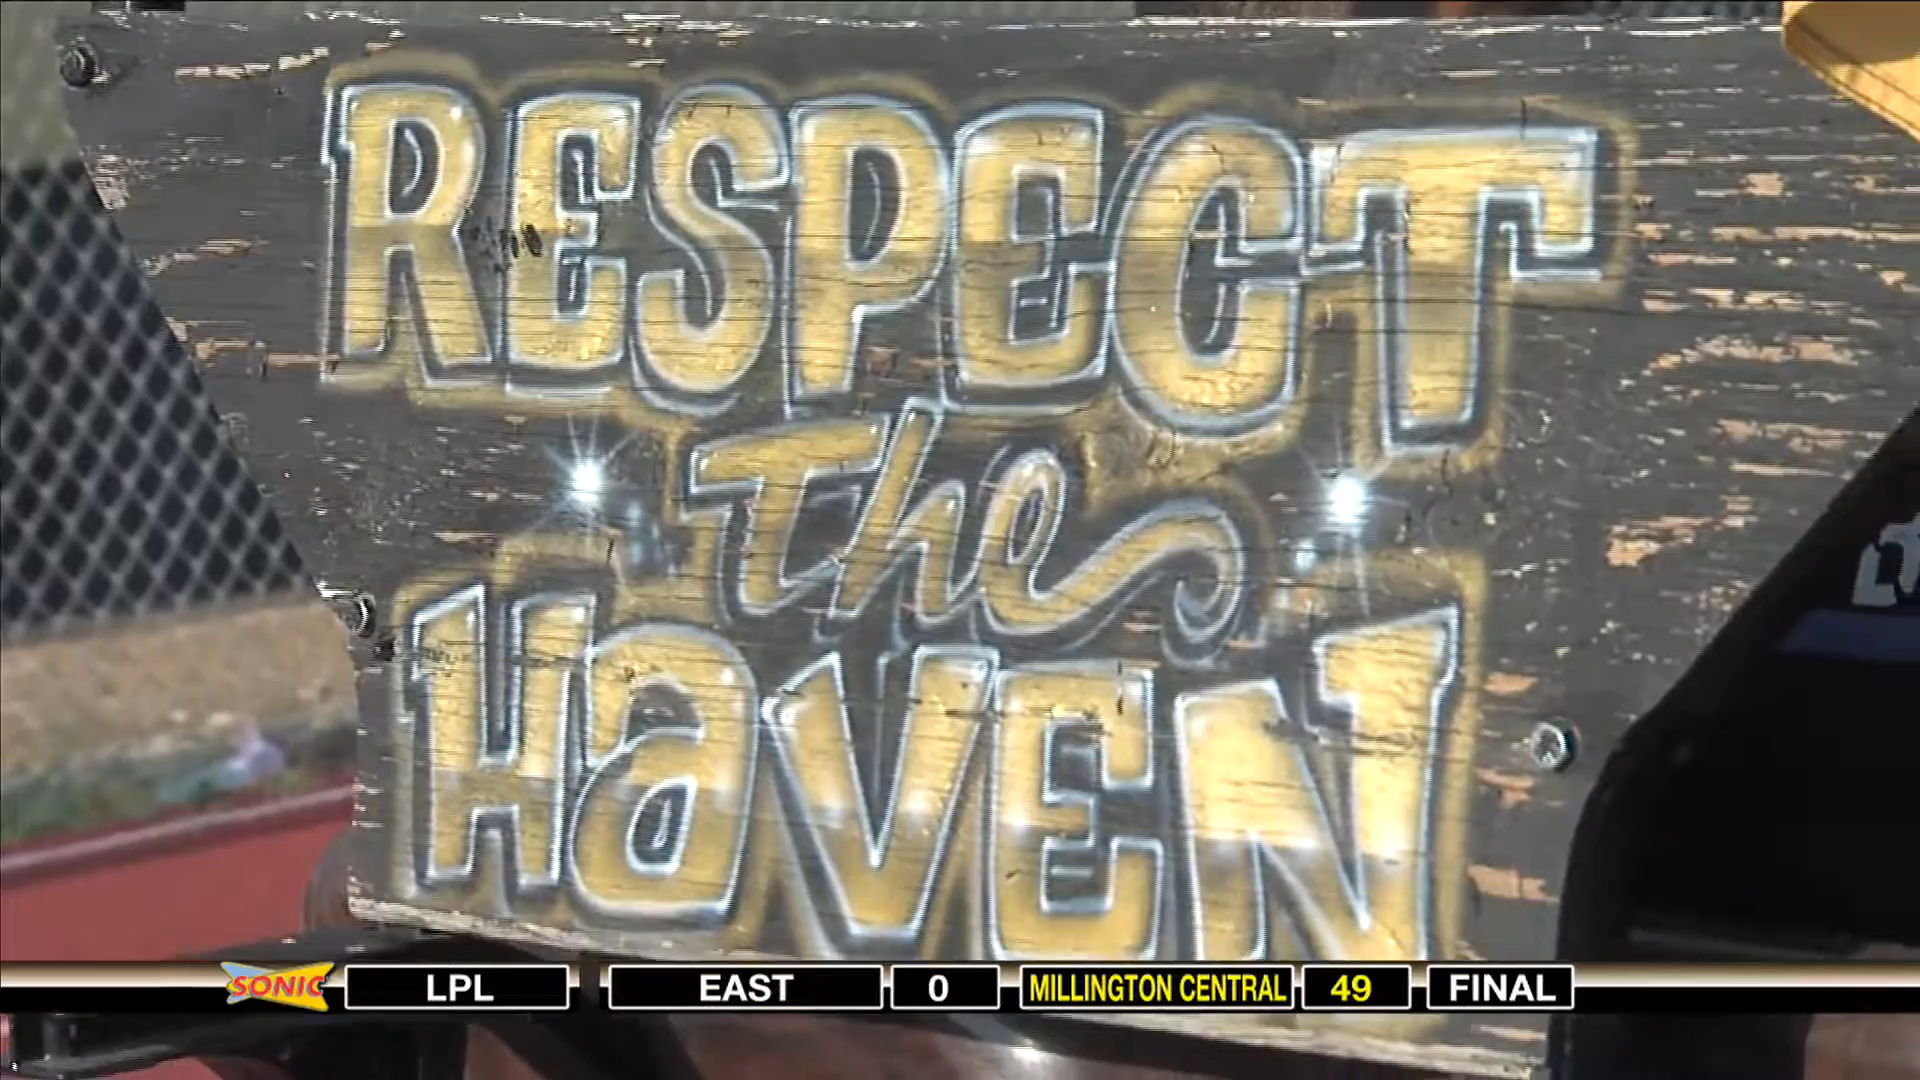 RESPECT
The
HaVEN
SONIC LPL EAST 0 MILLINGTON CENTRAL 49 FINAL